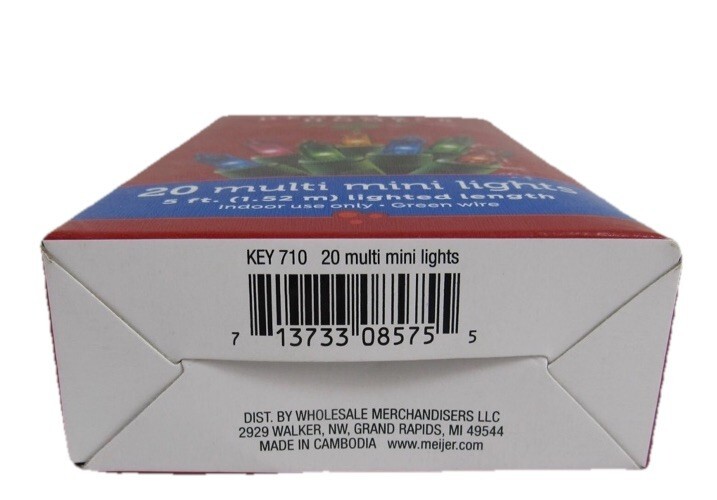 20 multi mini lights
5 ft. (1.52 m) lighted length
Indoor use only • Green wire
KEY 710 20 multi mini lights
7 13733 08575 5
DIST. BY WHOLESALE MERCHANDISERS LLC
2929 WALKER, NW, GRAND RAPIDS, MI 49544
MADE IN CAMBODIA www.meijer.com